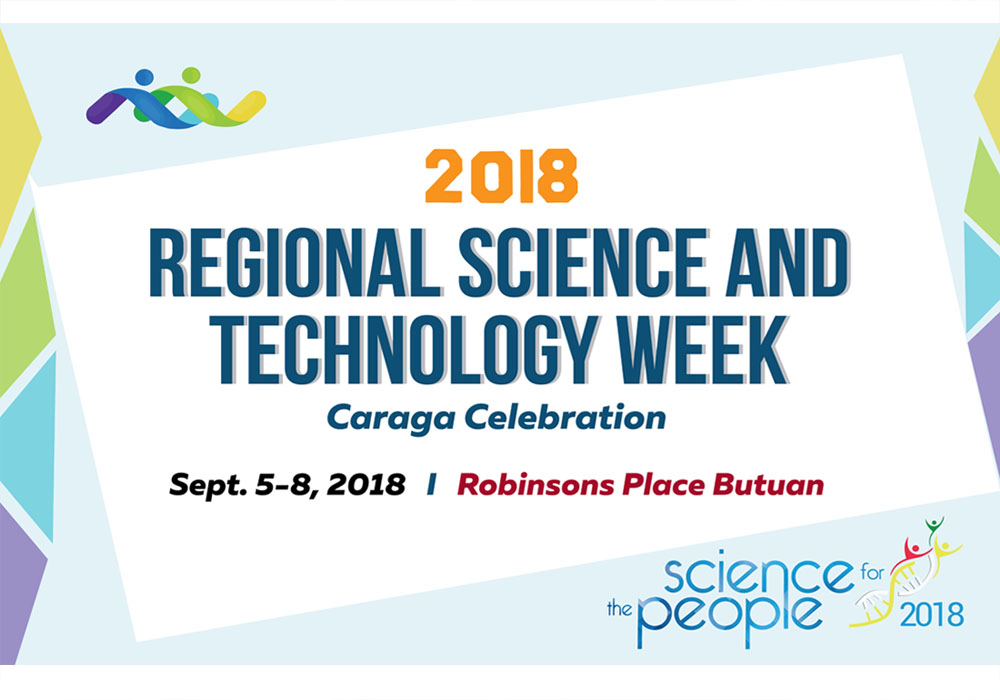 2018
REGIONAL SCIENCE AND
TECHNOLOGY WEEK
Caraga Celebration
Sept. 5-8, 2018 | Robinsons Place Butuan
science for
the people 2018